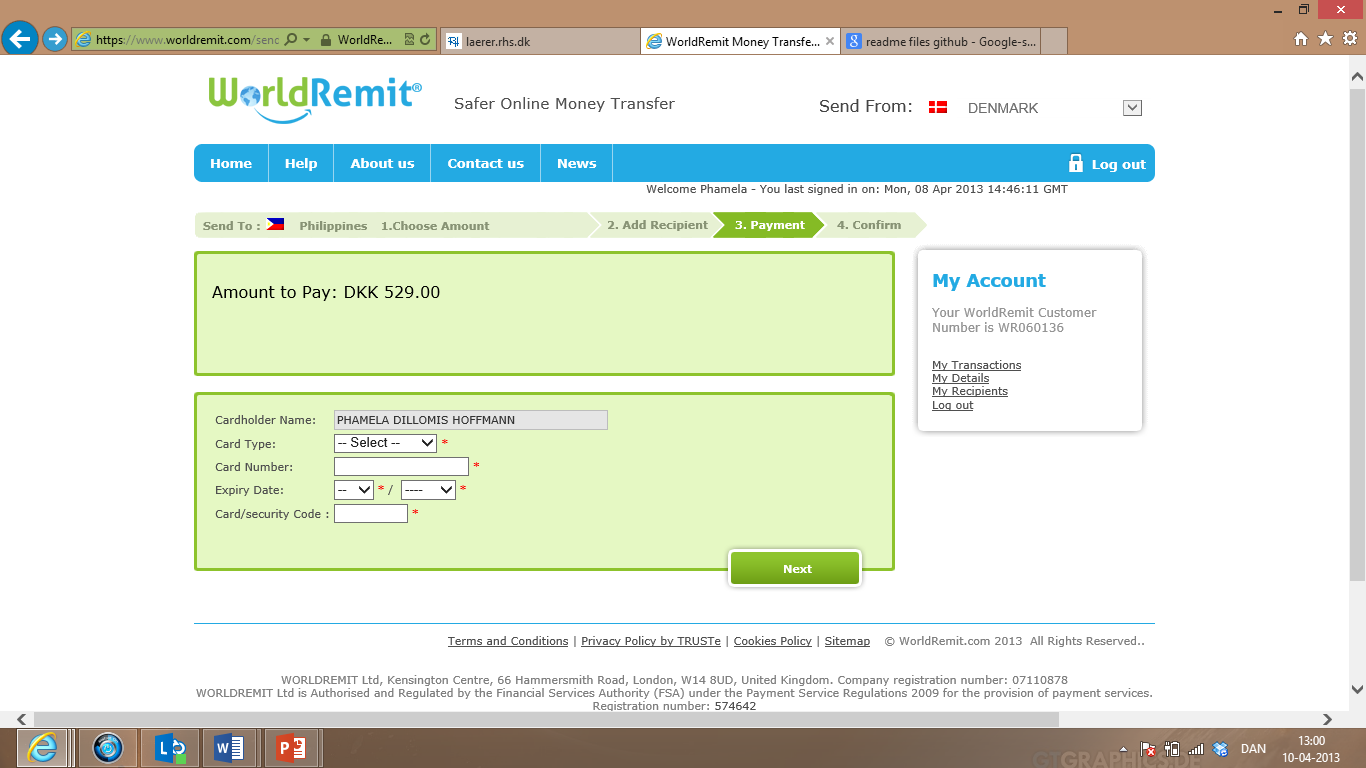 https://www.worldremit.com/senc
WorldRe...
laerer.rhs.dk
WorldRemit Money Transfe...
readme files github - Google-s...
WorldRemit®
Safer Online Money Transfer
Send From: DENMARK
Home Help About us Contact us News Log out
Welcome Phamela - You last signed in on: Mon, 08 Apr 2013 14:46:11 GMT
Send To : Philippines 1.Choose Amount 2. Add Recipient 3. Payment 4. Confirm
Amount to Pay: DKK 529.00
My Account
Your WorldRemit Customer
Number is WR060136
My Transactions
My Details
My Recipients
Log out
Cardholder Name: PHAMELA DILLOMIS HOFFMANN
Card Type: -- Select -- *
Card Number: *
Expiry Date: -- * / ---- *
Card/security Code : *
Next
Terms and Conditions | Privacy Policy by TRUSTe | Cookies Policy | Sitemap © WorldRemit.com 2013 All Rights Reserved..
WORLDREMIT Ltd, Kensington Centre, 66 Hammersmith Road, London, W14 8UD, United Kingdom. Company registration number: 07110878
WORLDREMIT Ltd is Authorised and Regulated by the Financial Services Authority (FSA) under the Payment Service Regulations 2009 for the provision of payment services.
Registration number: 574642
DAN
13:00
10-04-2013